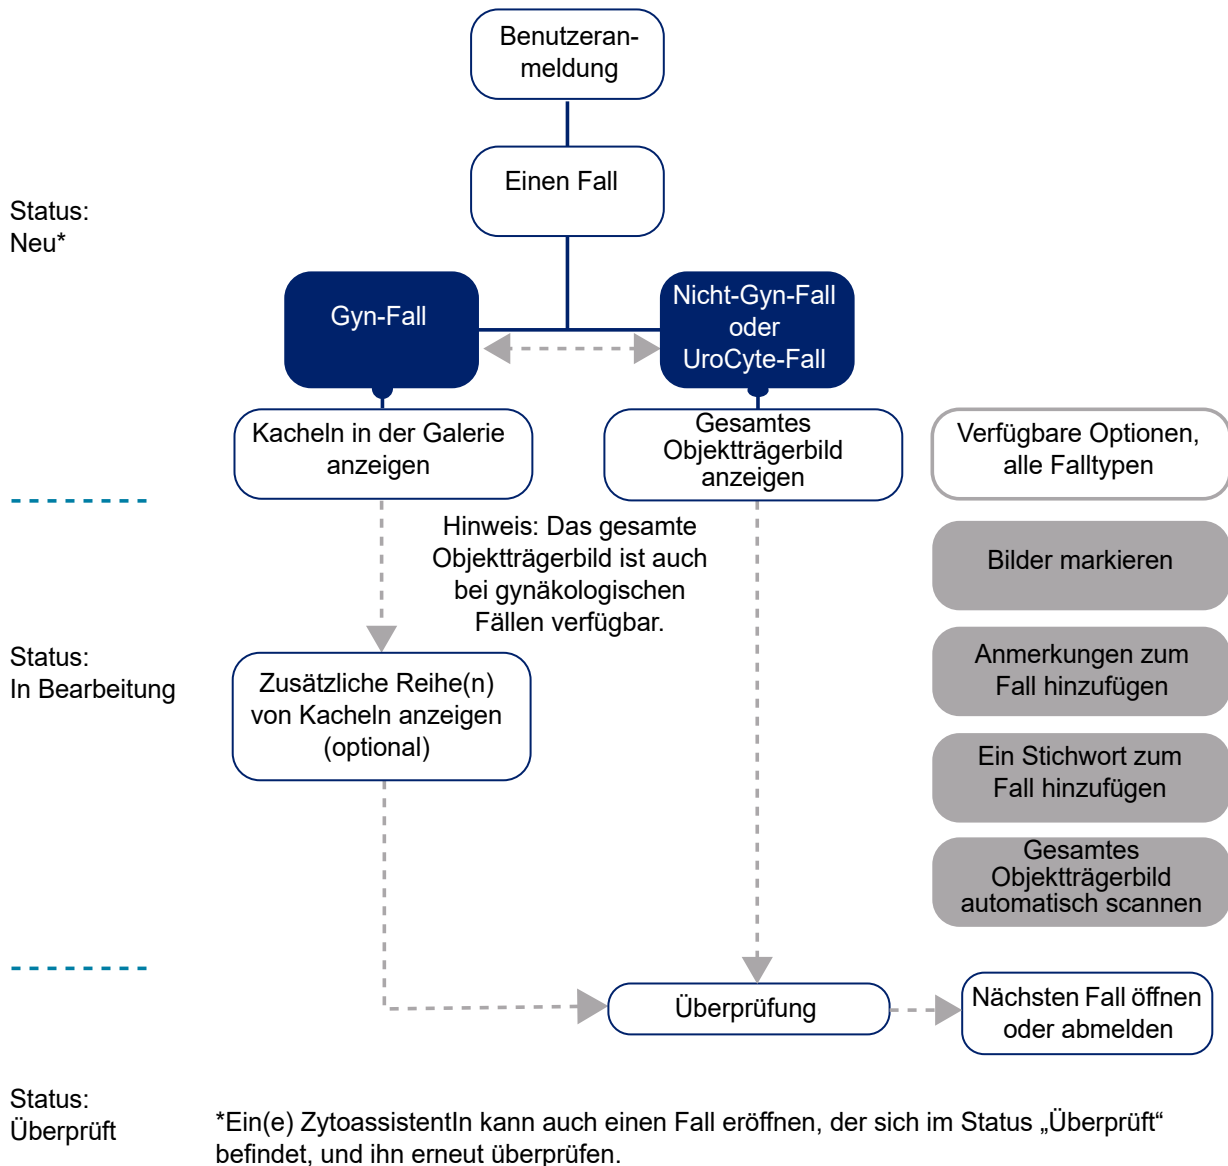 Benutzeran-
meldung
Einen Fall
Status:
Neu*
Gyn-Fall
Nicht-Gyn-Fall
oder
UroCyte-Fall
Kacheln in der Galerie
anzeigen
Gesamtes
Objektträgerbild
anzeigen
Verfügbare Optionen,
alle Falltypen
Hinweis: Das gesamte
Objektträgerbild ist auch
bei gynäkologischen
Fällen verfügbar.
Bilder markieren
Status:
In Bearbeitung
Zusätzliche Reihe(n)
von Kacheln anzeigen
(optional)
Anmerkungen zum
Fall hinzufügen
Ein Stichwort zum
Fall hinzufügen
Gesamtes
Objektträgerbild
automatisch scannen
Überprüfung
Nächsten Fall öffnen
oder abmelden
Status:
Überprüft
*Ein(e) ZytoassistentIn kann auch einen Fall eröffnen, der sich im Status „Überprüft“
befindet, und ihn erneut überprüfen.